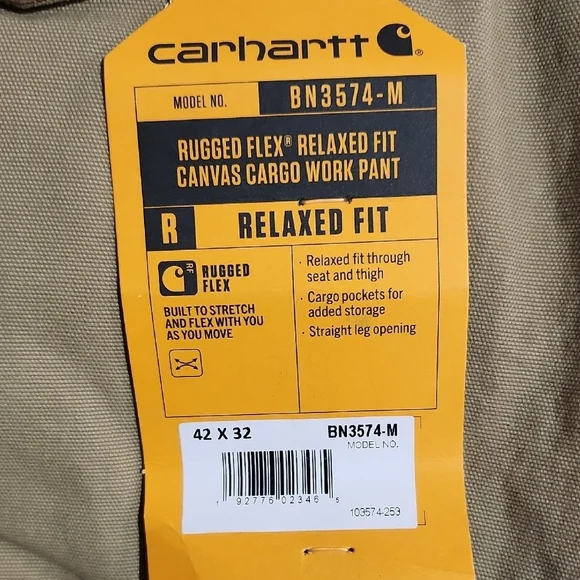 carhartt
MODEL NO. BN3574-M
RUGGED FLEX® RELAXED FIT
CANVAS CARGO WORK PANT
R RELAXED FIT
RF
RUGGED
FLEX
BUILT TO STRETCH
AND FLEX WITH YOU
AS YOU MOVE
· Relaxed fit through
seat and thigh
· Cargo pockets for
added storage
· Straight leg opening
42 X 32 BN3574-M
MODEL NO.
1 92776 02346 5
103574-253